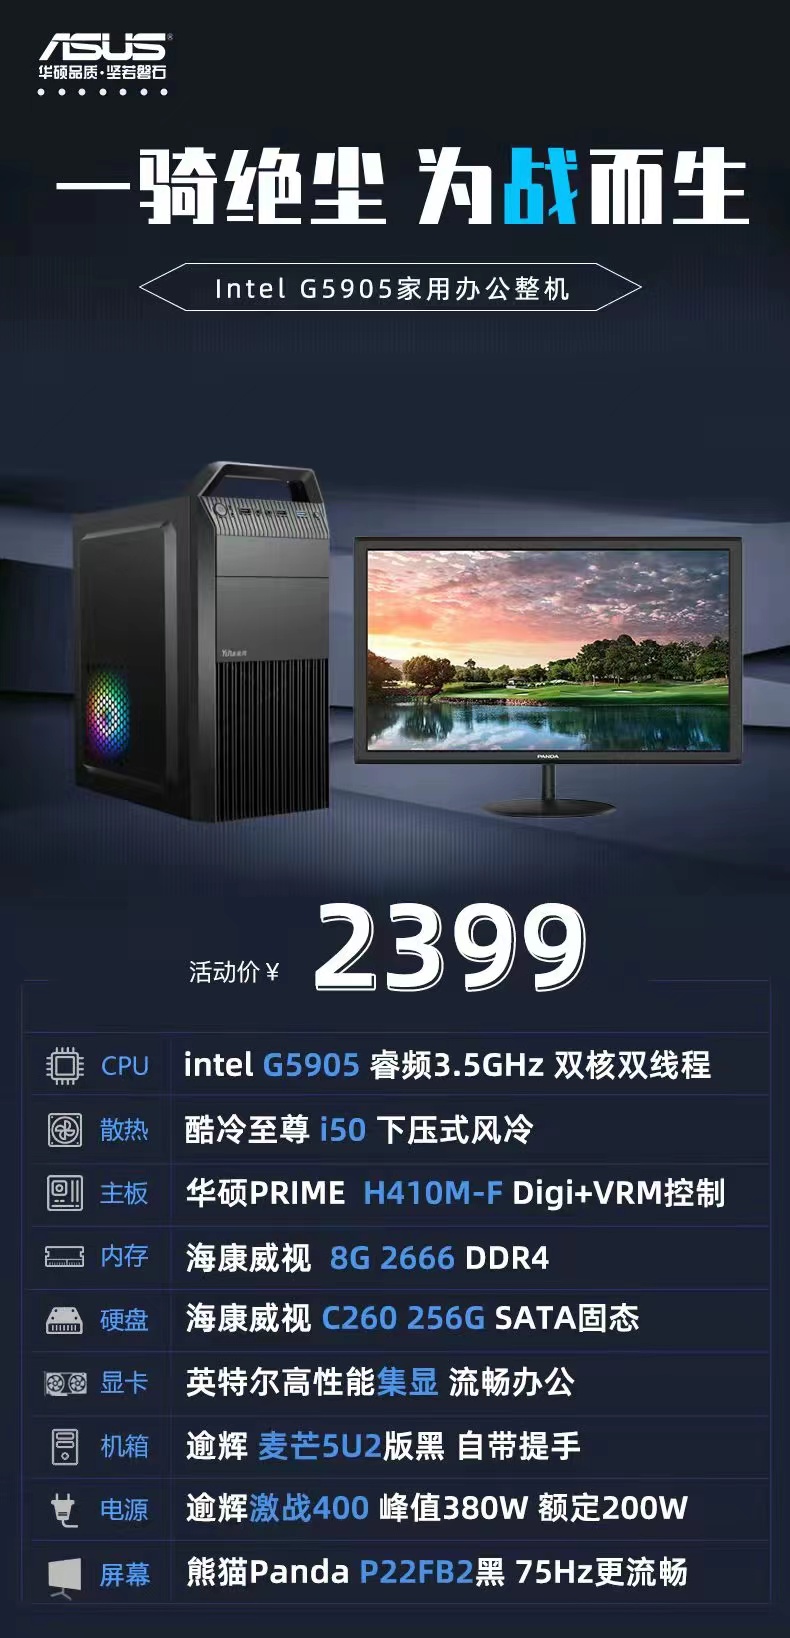 ASUS
华硕品质·坚若磐石
一骑绝尘 为战而生
Intel G5905家用办公整机
PANDA
活动价¥ 2399
CPU intel G5905 睿频3.5GHz 双核双线程
散热 酷冷至尊 i50 下压式风冷
主板 华硕PRIME H410M-F Digi+VRM控制
内存 海康威视 8G 2666 DDR4
硬盘 海康威视 C260 256G SATA固态
显卡 英特尔高性能集显 流畅办公
机箱 逾辉 麦芒5U2版黑 自带提手
电源 逾辉激战400 峰值380W 额定200W
屏幕 熊猫Panda P22FB2黑 75Hz更流畅